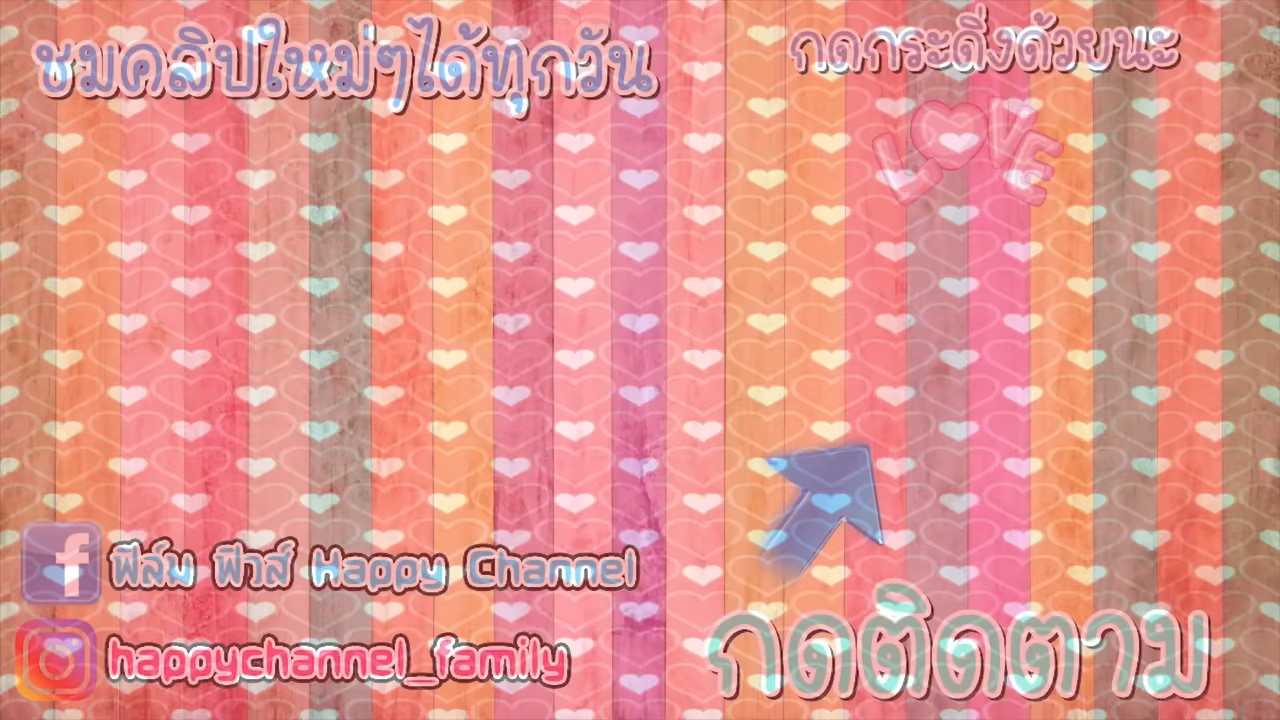 ชมคลิปใหม่ๆได้ทุกวัน
กดกระดิ่งด้วยนะ
LOVE
ฟิล์ม ฟิวส์ Happy Channel
happychannel_family
กดติดตาม